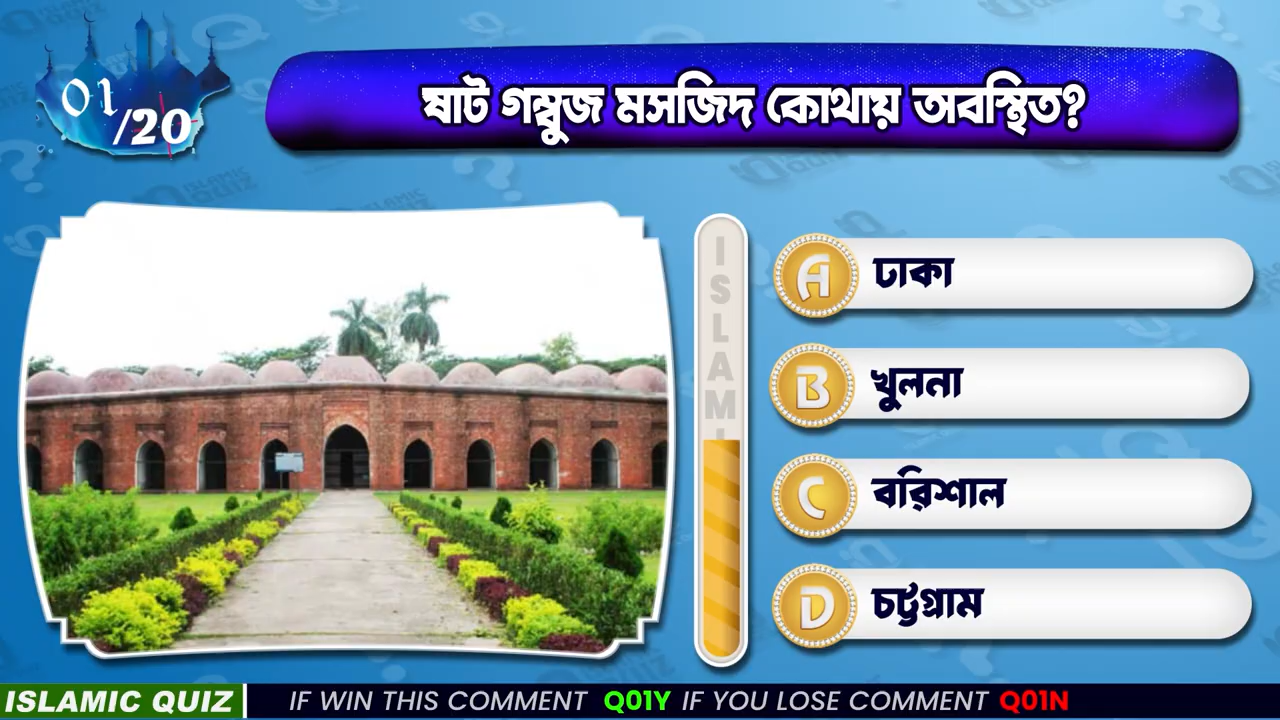 01
/20
ষাট গম্বুজ মসজিদ কোথায় অবস্থিত?
ISLAM
A ঢাকা
B খুলনা
C বরিশাল
D চট্টগ্রাম
ISLAMIC QUIZ
IF WIN THIS COMMENT Q01Y IF YOU LOSE COMMENT Q01N